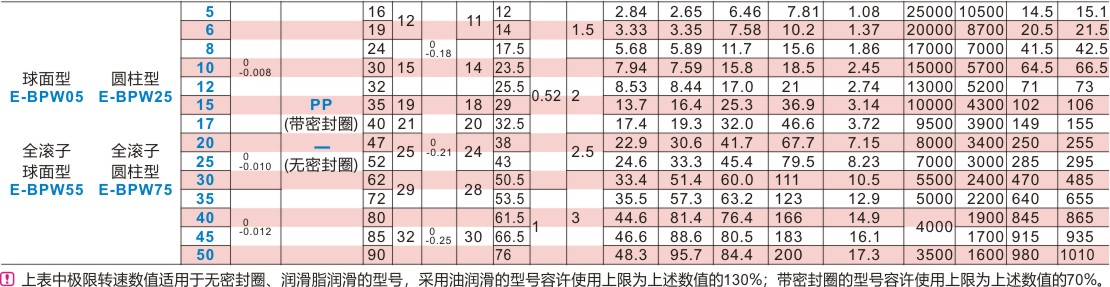 5 16 12 11 12 2.84 2.65 6.46 7.81 1.08 25000 10500 14.5 15.1
6 19 14 1.5 3.33 3.35 7.58 10.2 1.37 20000 8700 20.5 21.5
8 24 0 -0.18 17.5 5.68 5.89 11.7 15.6 1.86 17000 7000 41.5 42.5
10 0 -0.008 30 15 14 23.5 7.94 7.59 15.8 18.5 2.45 15000 5700 64.5 66.5
球面型 圆柱型
12 32 25.5 8.53 8.44 17.0 21 2.74 13000 5200 71 73
E-BPW05 E-BPW25
15 PP 35 19 18 29 0.52 2 13.7 16.4 25.3 36.9 3.14 10000 4300 102 106
17 (带密封圈) 40 21 20 32.5 17.4 19.3 32.0 46.6 3.72 9500 3900 149 155
20 — 47 25 0 -0.21 24 38 2.5 22.9 30.6 41.7 67.7 7.15 8000 3400 250 255
全滚子 全滚子
25 0 -0.010 (无密封圈) 52 43 24.6 33.3 45.4 79.5 8.23 7000 3000 285 295
球面型 圆柱型
30 62 29 28 50.5 33.4 51.4 60.0 111 10.5 5500 2400 470 485
E-BPW55 E-BPW75
35 72 53.5 35.5 57.3 63.2 123 12.9 5000 2200 640 655
40 0 -0.012 80 61.5 1 3 44.6 81.4 76.4 166 14.9 4000 1900 845 865
45 85 32 0 -0.25 30 66.5 46.6 88.6 80.5 183 16.1 1700 915 935
50 90 76 48.3 95.7 84.4 200 17.3 3500 1600 980 1010
! 上表中极限转速数值适用于无密封圈、润滑脂润滑的型号，采用油润滑的型号容许使用上限为上述数值的130%；带密封圈的型号容许使用上限为上述数值的70%。